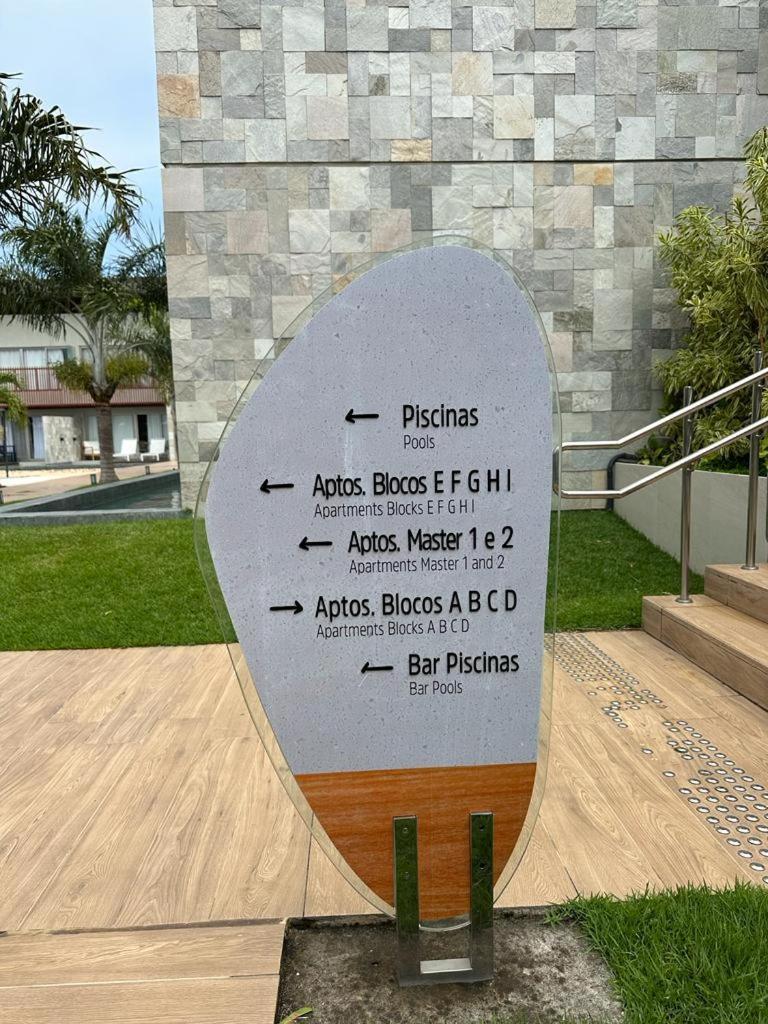 ← Piscinas
Pools
← Aptos. Blocos E F G H I
Apartments Blocks E F G H I
← Aptos. Master 1 e 2
Apartments Master 1 and 2
→ Aptos. Blocos A B C D
Apartments Blocks A B C D
← Bar Piscinas
Bar Pools